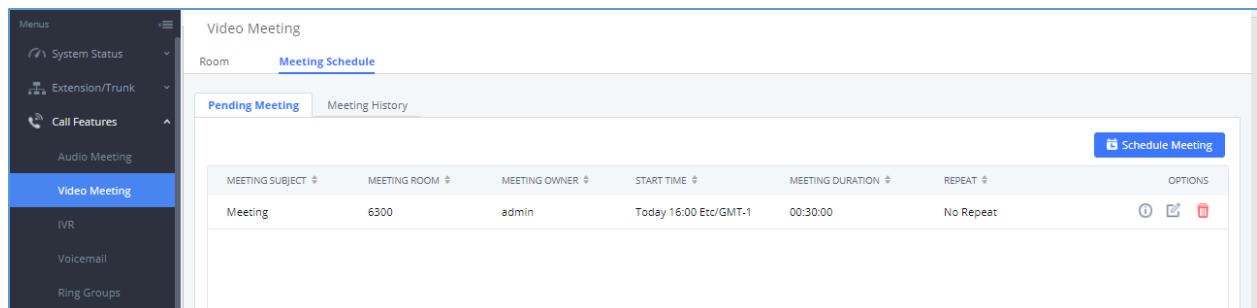 Menus
System Status
Extension/Trunk
Call Features
Audio Meeting
Video Meeting
IVR
Voicemail
Ring Groups
Video Meeting
Room Meeting Schedule
Pending Meeting Meeting History
Schedule Meeting
MEETING SUBJECT MEETING ROOM MEETING OWNER START TIME MEETING DURATION REPEAT OPTIONS
Meeting 6300 admin Today 16:00 Etc/GMT-1 00:30:00 No Repeat